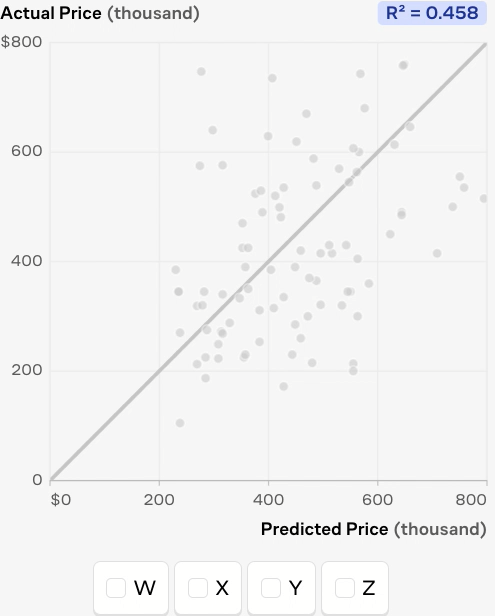 Actual Price (thousand)
R² = 0.458
$800
600
400
200
0
$0 200 400 600 800
Predicted Price (thousand)
W X Y Z